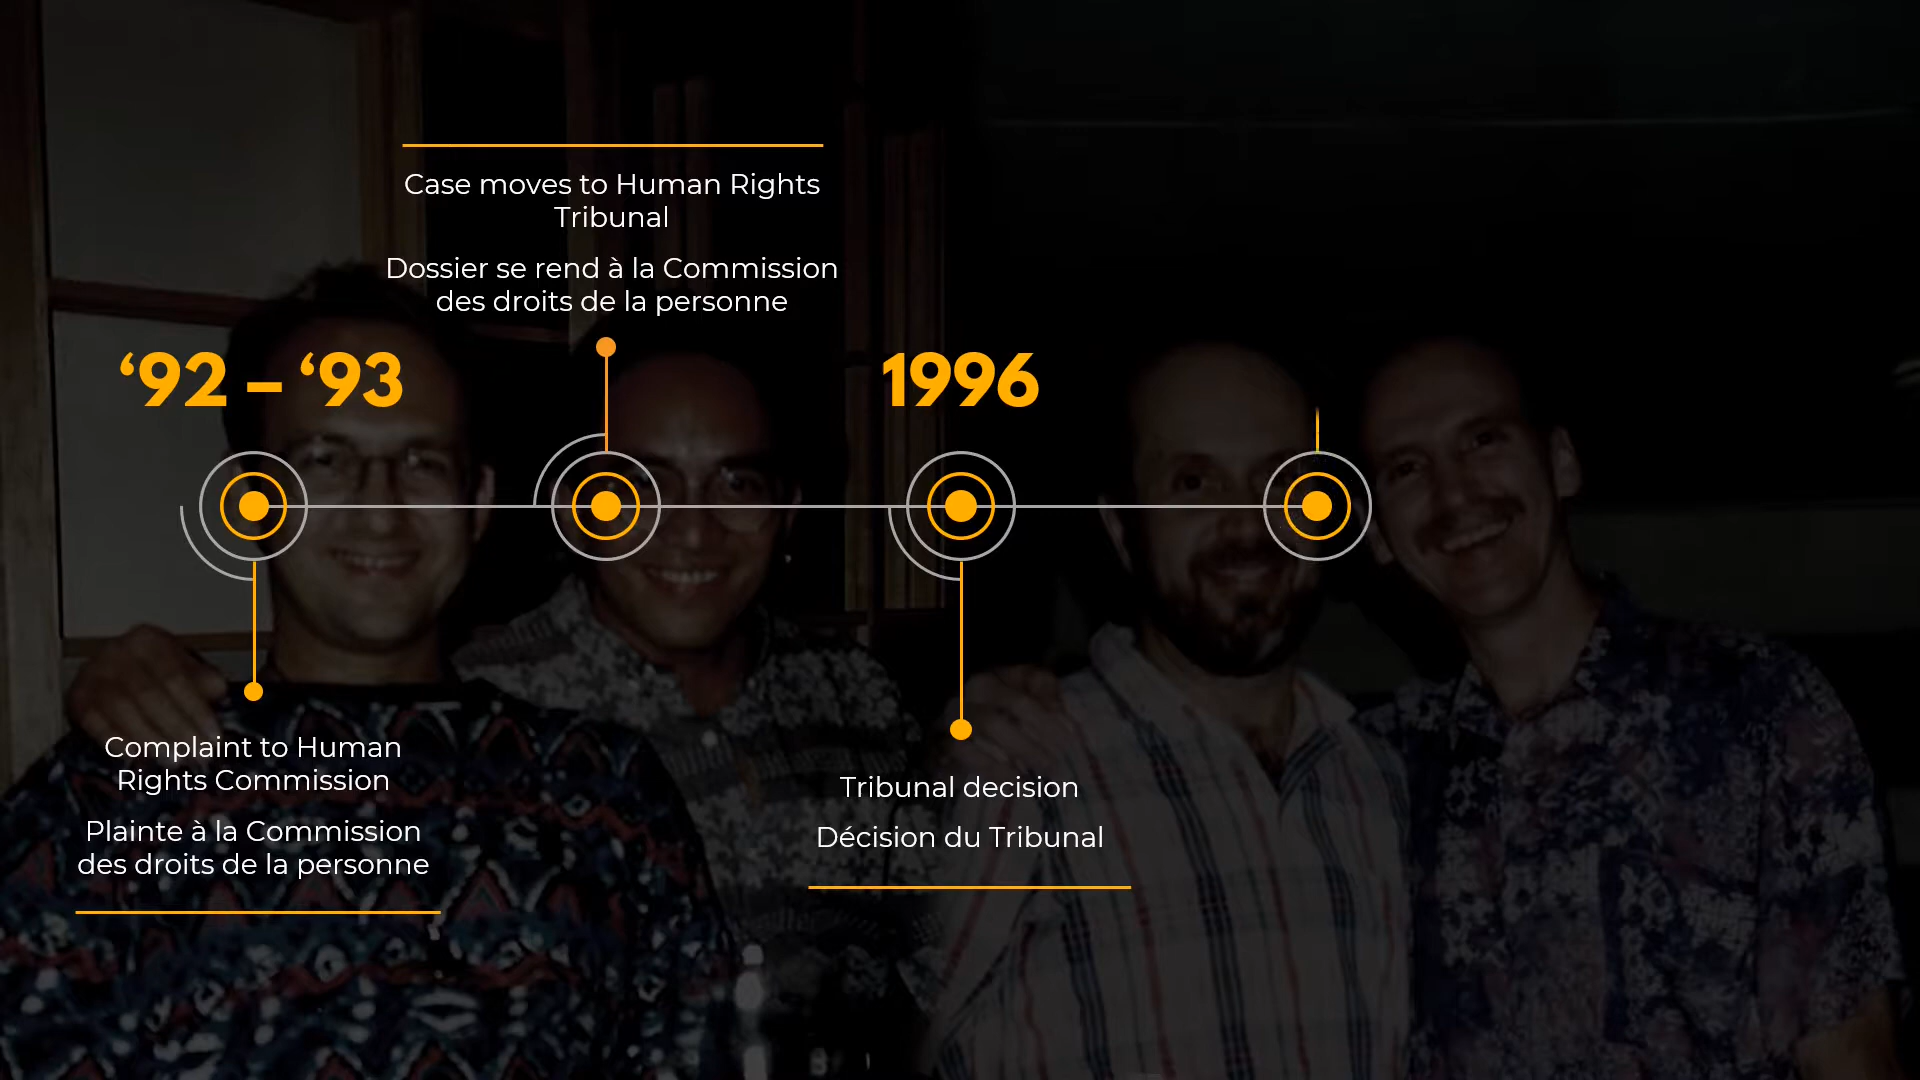 ‘92 – ‘93
Complaint to Human
Rights Commission
Plainte à la Commission
des droits de la personne
Case moves to Human Rights
Tribunal
Dossier se rend à la Commission
des droits de la personne
1996
Tribunal decision
Décision du Tribunal